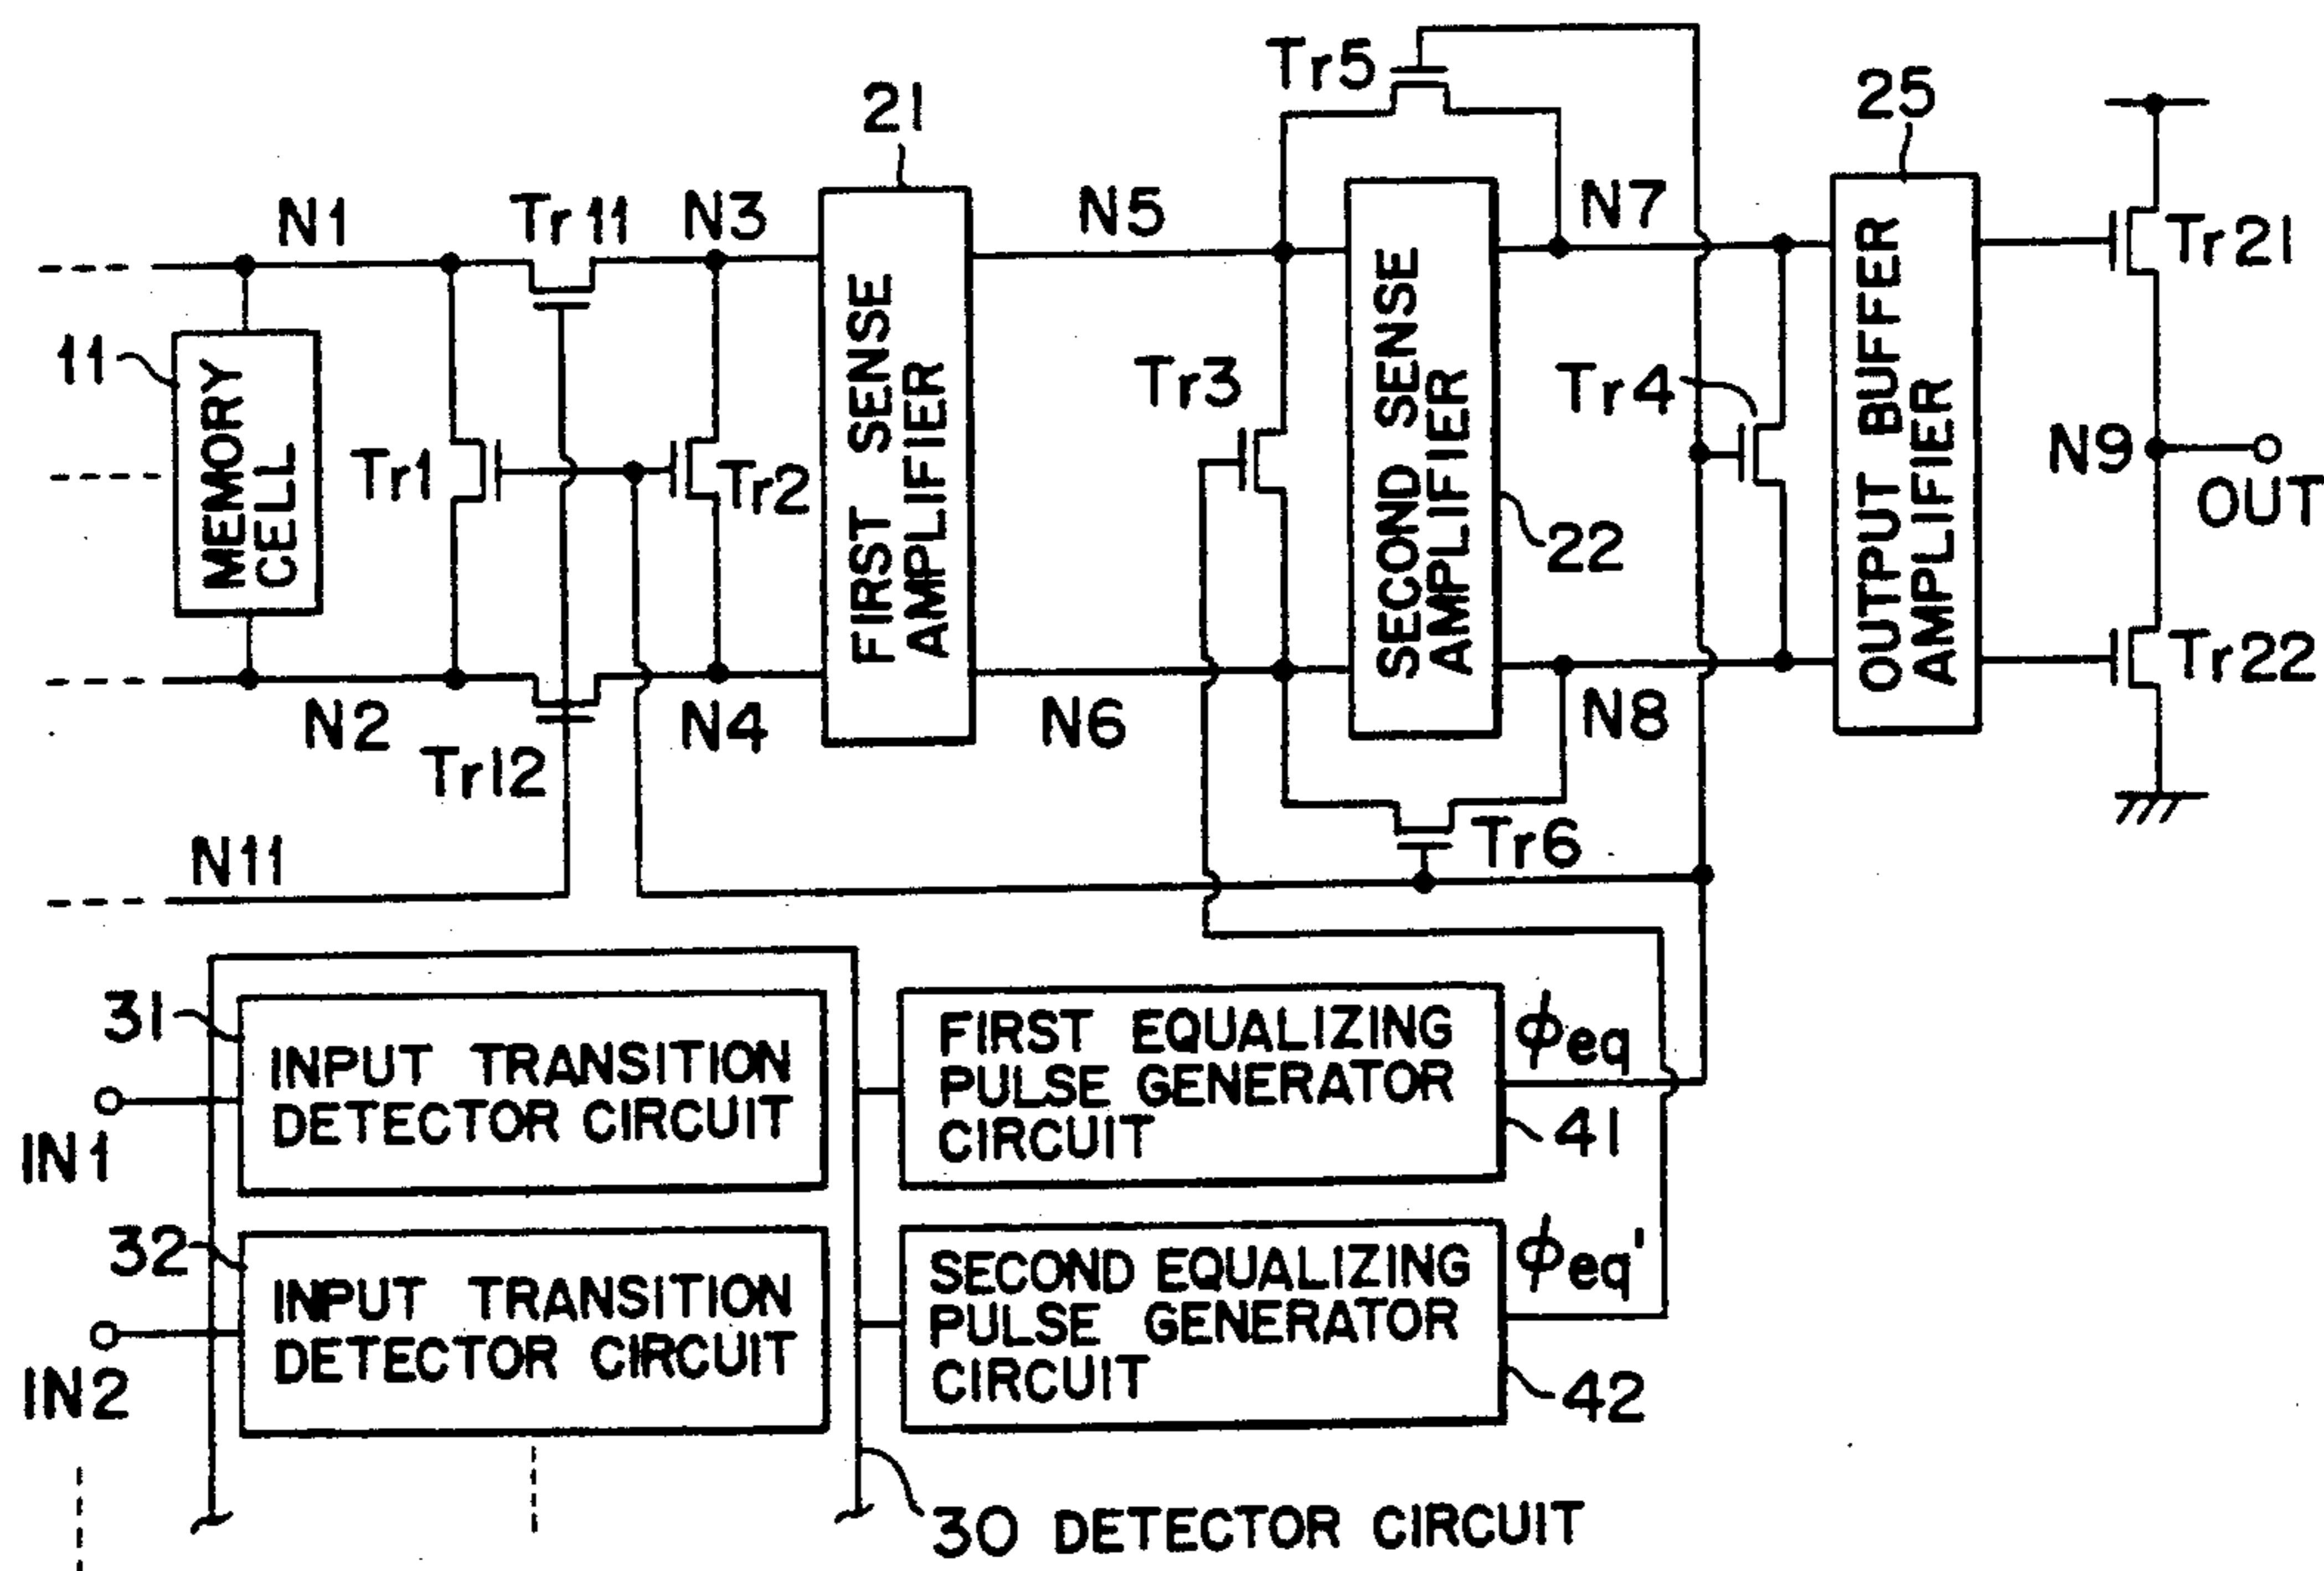 Tr5
21
25
N1
Tr11
N3
N5
N7
Tr21
11
MEMORY
CELL
Tr1
Tr2
FIRST SENSE
AMPLIFIER
Tr3
SECOND SENSE
AMPLIFIER
22
Tr4
OUTPUT BUFFER
AMPLIFIER
N9
OUT
Tr22
N2
Tr12
N4
N6
N8
Tr6
N11
31
INPUT TRANSITION
DETECTOR CIRCUIT
IN1
FIRST EQUALIZING
PULSE GENERATOR
CIRCUIT
ϕeq
41
32
INPUT TRANSITION
DETECTOR CIRCUIT
IN2
SECOND EQUALIZING
PULSE GENERATOR
CIRCUIT
ϕeq'
42
30 DETECTOR CIRCUIT